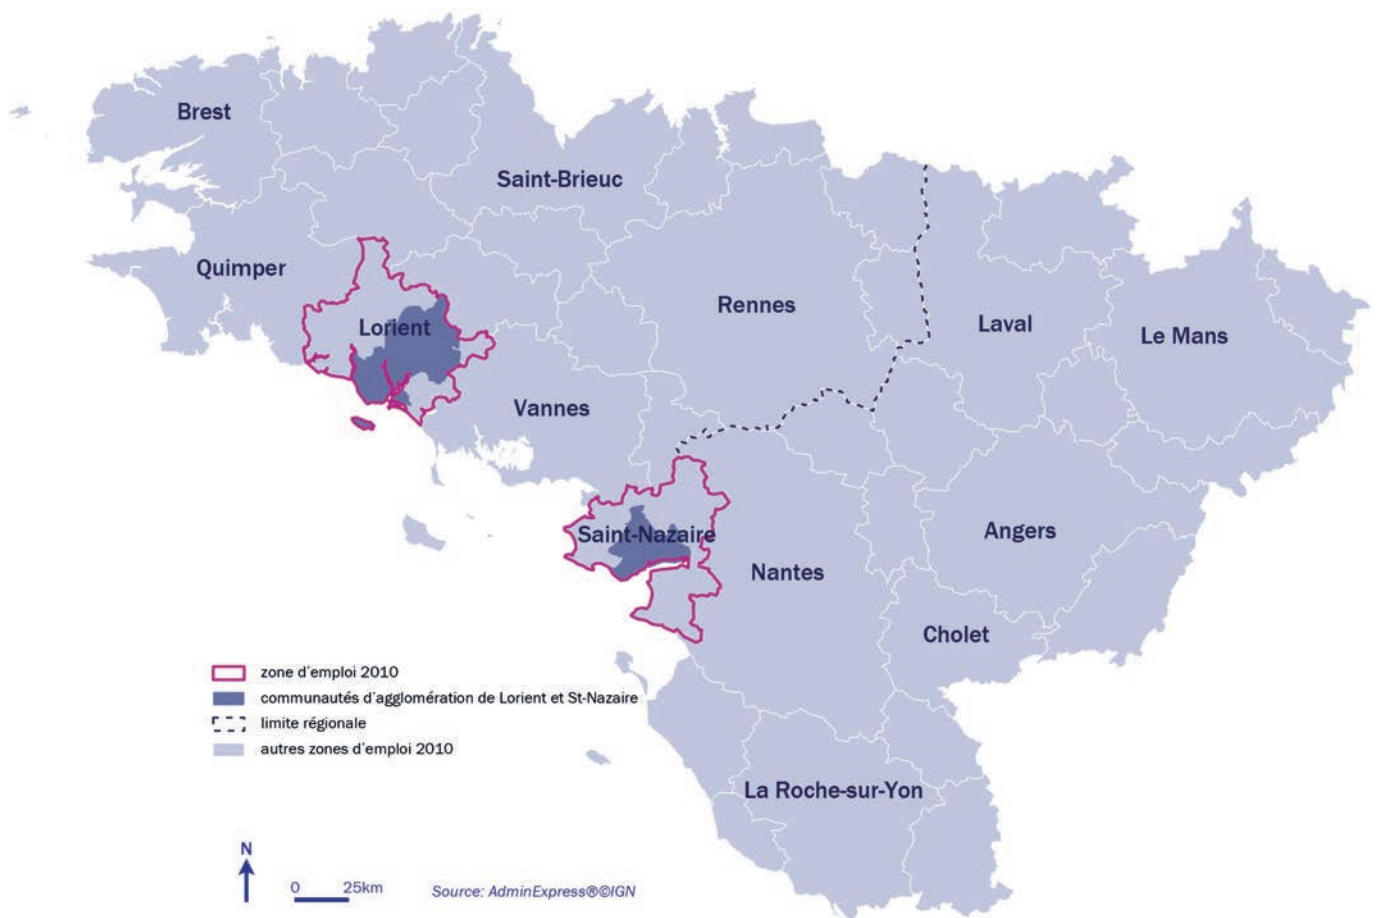 Brest
Saint-Brieuc
Quimper
Rennes
Lorient
Laval
Le Mans
Vannes
Saint-Nazaire
Angers
Nantes
Cholet
zone d'emploi 2010
communautés d'agglomération de Lorient et St-Nazaire
limite régionale
autres zones d'emploi 2010
La Roche-sur-Yon
N
0 25km
Source: AdminExpress®©IGN